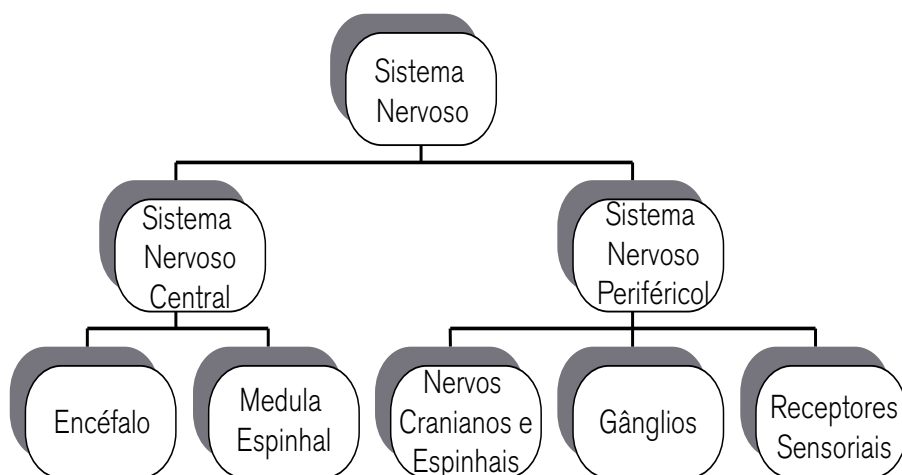 Sistema
Nervoso
Sistema
Nervoso
Central
Sistema
Nervoso
Periféricol
Encéfalo
Medula
Espinhal
Nervos
Cranianos e
Espinhais
Gânglios
Receptores
Sensoriais